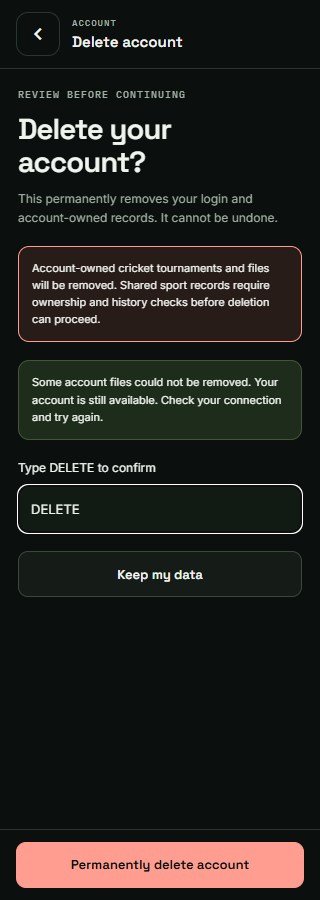 ACCOUNT
Delete account
REVIEW BEFORE CONTINUING
Delete your
account?
This permanently removes your login and
account-owned records. It cannot be undone.
Account-owned cricket tournaments and files
will be removed. Shared sport records require
ownership and history checks before deletion
can proceed.
Some account files could not be removed. Your
account is still available. Check your connection
and try again.
Type DELETE to confirm
DELETE
Keep my data
Permanently delete account